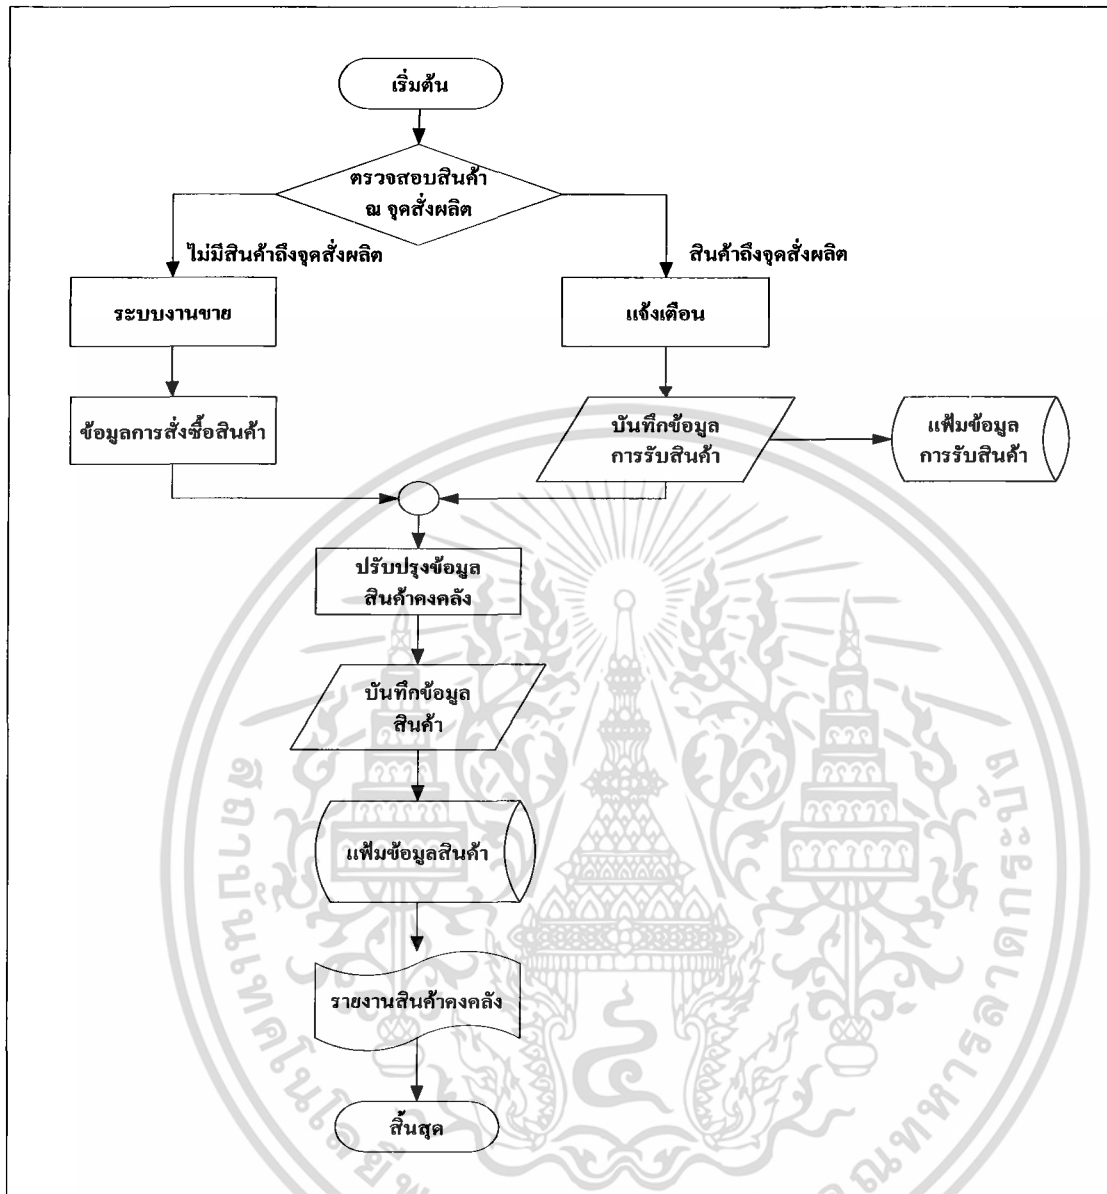 เริ่มต้น
ตรวจสอบสินค้า
ณ จุดสั่งผลิต
ไม่มีสินค้าถึงจุดสั่งผลิต
สินค้าถึงจุดสั่งผลิต
ระบบงานขาย
แจ้งเตือน
ข้อมูลการสั่งซื้อสินค้า
บันทึกข้อมูล
การรับสินค้า
แฟ้มข้อมูล
การรับสินค้า
ปรับปรุงข้อมูล
สินค้าคงคลัง
บันทึกข้อมูล
สินค้า
แฟ้มข้อมูลสินค้า
รายงานสินค้าคงคลัง
สิ้นสุด